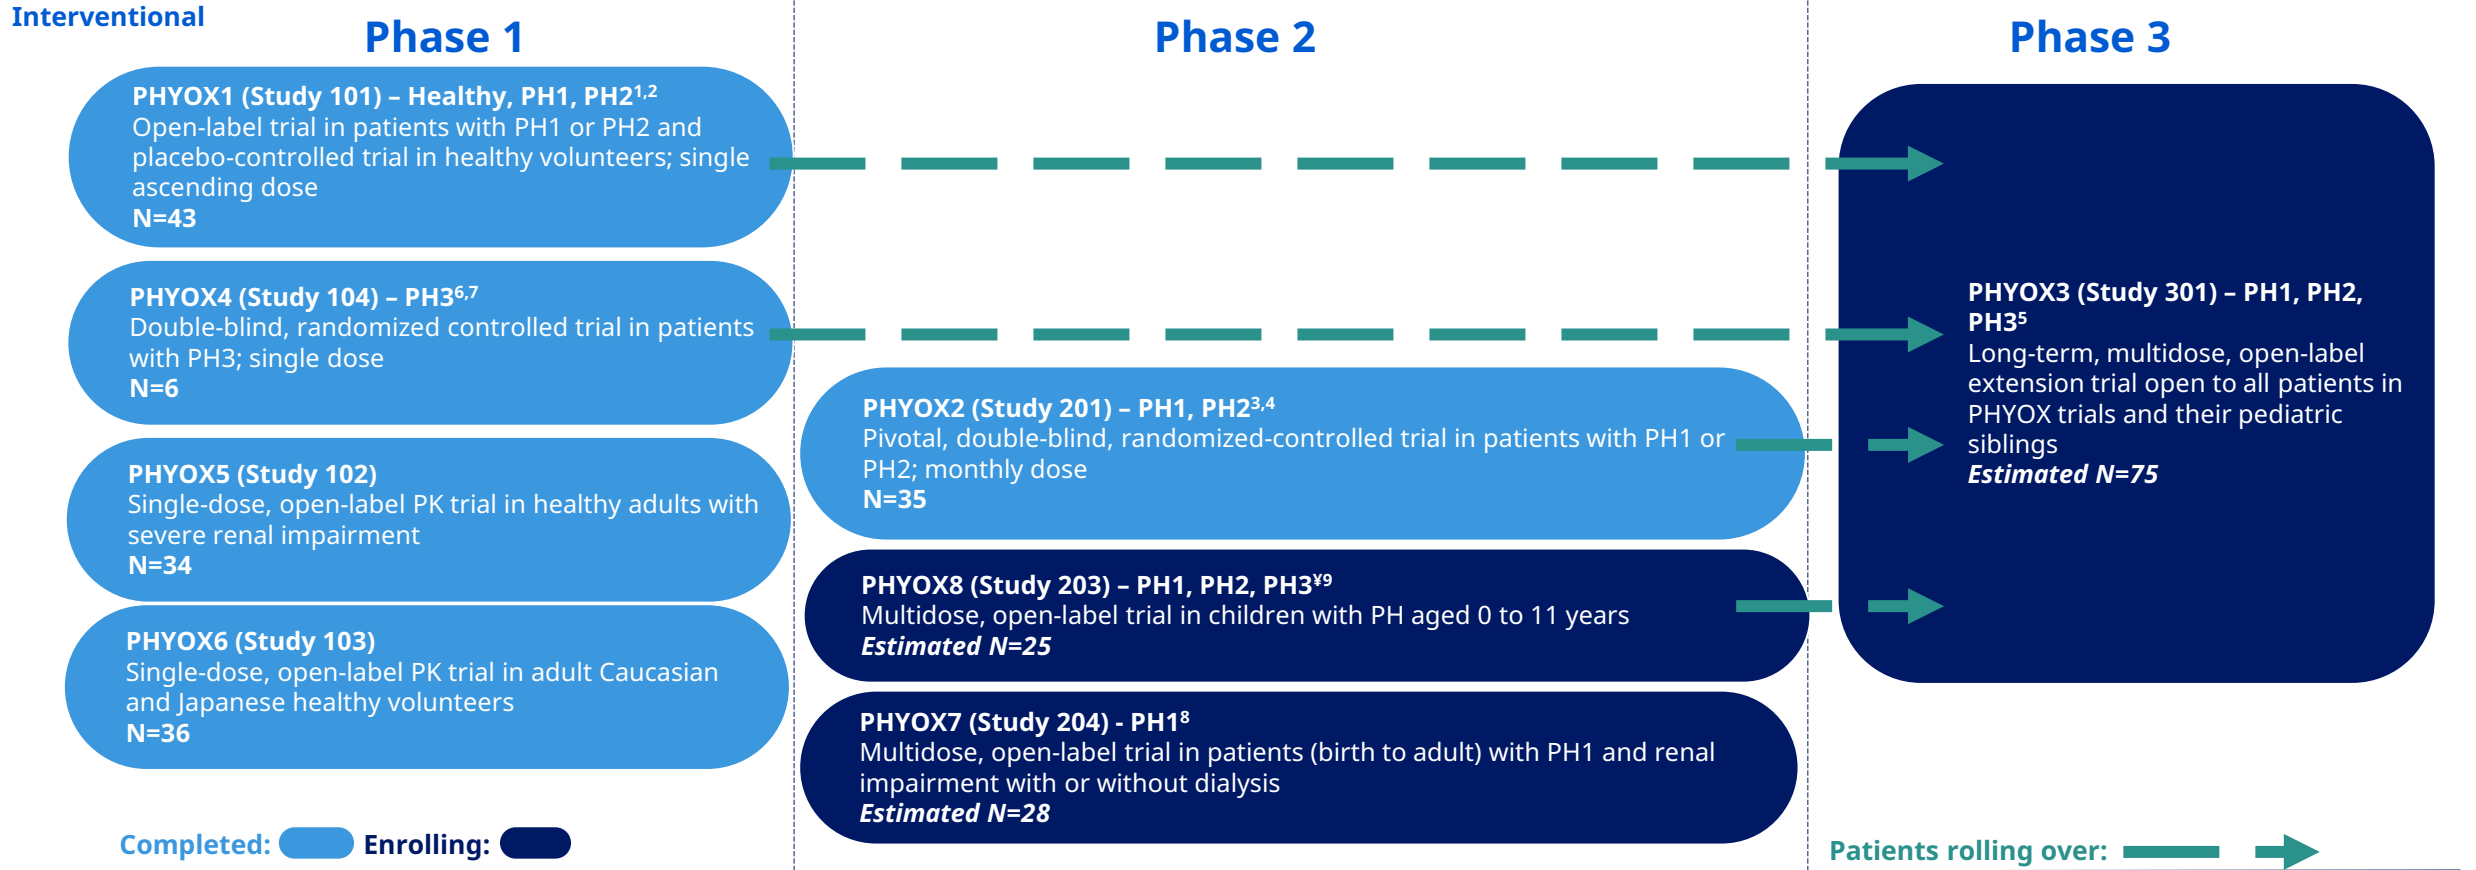 Interventional
Phase 1
PHYOX1 (Study 101) – Healthy, PH1, PH2¹,²
Open-label trial in patients with PH1 or PH2 and
placebo-controlled trial in healthy volunteers; single
ascending dose
N=43
PHYOX4 (Study 104) – PH3⁶,⁷
Double-blind, randomized controlled trial in patients
with PH3; single dose
N=6
PHYOX5 (Study 102)
Single-dose, open-label PK trial in healthy adults with
severe renal impairment
N=34
PHYOX6 (Study 103)
Single-dose, open-label PK trial in adult Caucasian
and Japanese healthy volunteers
N=36
Phase 2
PHYOX2 (Study 201) – PH1, PH2³,⁴
Pivotal, double-blind, randomized-controlled trial in patients with PH1 or
PH2; monthly dose
N=35
PHYOX8 (Study 203) – PH1, PH2, PH3¥⁹
Multidose, open-label trial in children with PH aged 0 to 11 years
Estimated N=25
PHYOX7 (Study 204) - PH1⁸
Multidose, open-label trial in patients (birth to adult) with PH1 and renal
impairment with or without dialysis
Estimated N=28
Phase 3
PHYOX3 (Study 301) – PH1, PH2,
PH3⁵
Long-term, multidose, open-label
extension trial open to all patients in
PHYOX trials and their pediatric
siblings
Estimated N=75
Completed: Enrolling:
Patients rolling over: